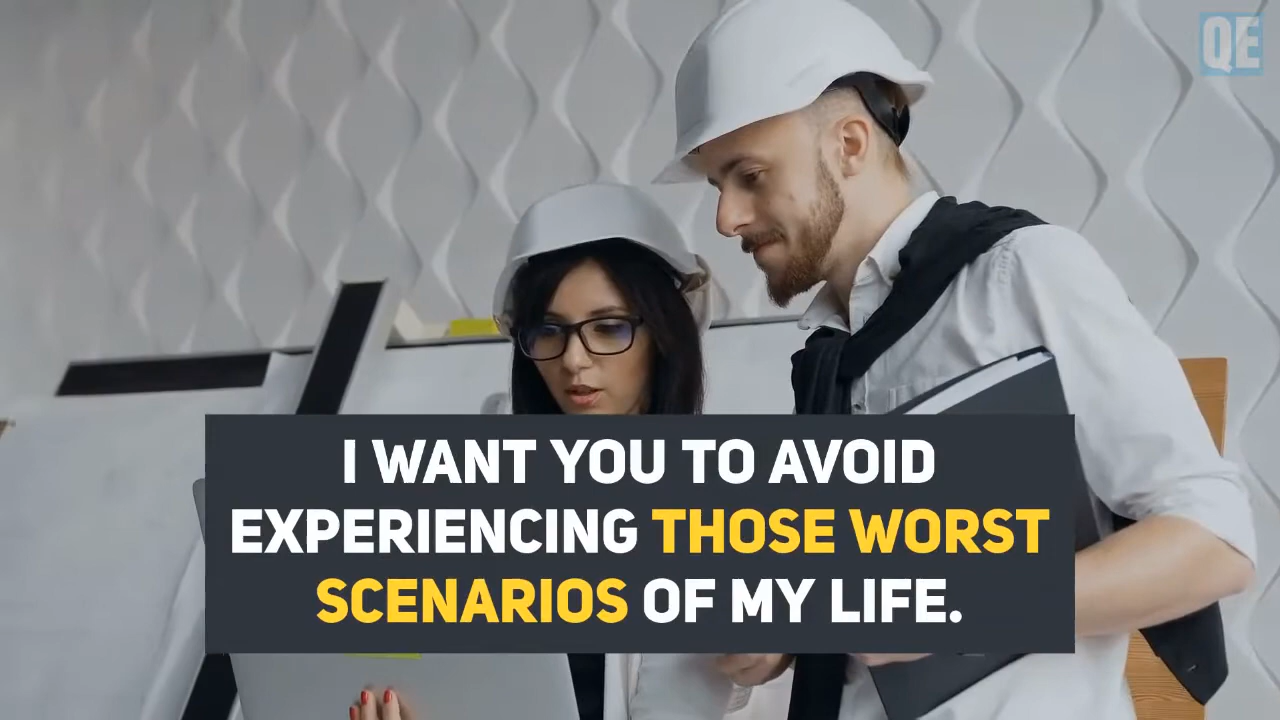 QE
I WANT YOU TO AVOID
EXPERIENCING THOSE WORST
SCENARIOS OF MY LIFE.